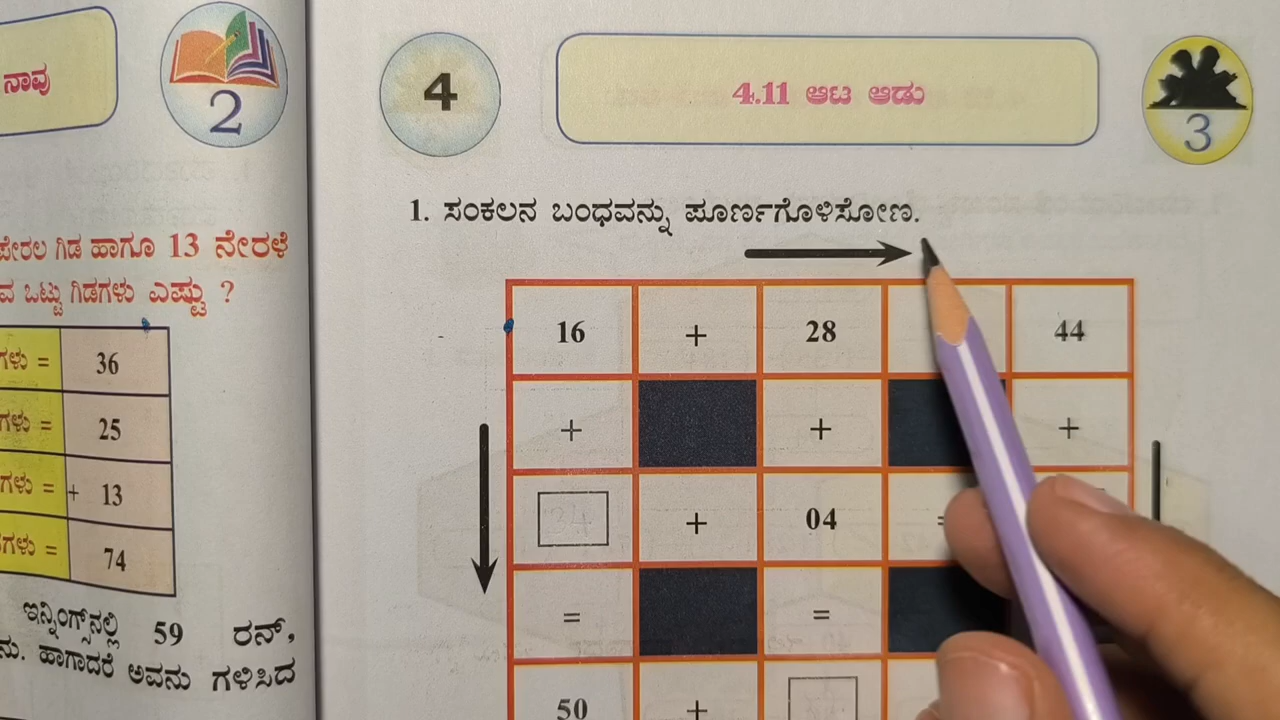 ನಾವು
2
ಪೇರಲ ಗಿಡ ಹಾಗೂ 13 ನೇರಳೆ
ವ ಒಟ್ಟು ಗಿಡಗಳು ಎಷ್ಟು ?
ಗಳು = 36
ಗಳು = 25
ಗಳು = + 13
ಗಳು = 74
ಇನ್ನಿಂಗ್ಸ್‌ನಲ್ಲಿ 59 ರನ್,
ನು. ಹಾಗಾದರೆ ಅವನು ಗಳಿಸಿದ
4
4.11 ಆಟ ಆಡು
3
1. ಸಂಕಲನ ಬಂಧವನ್ನು ಪೂರ್ಣಗೊಳಿಸೋಣ.
16 + 28 44
+ + +
+ 04 =
= =
50 +